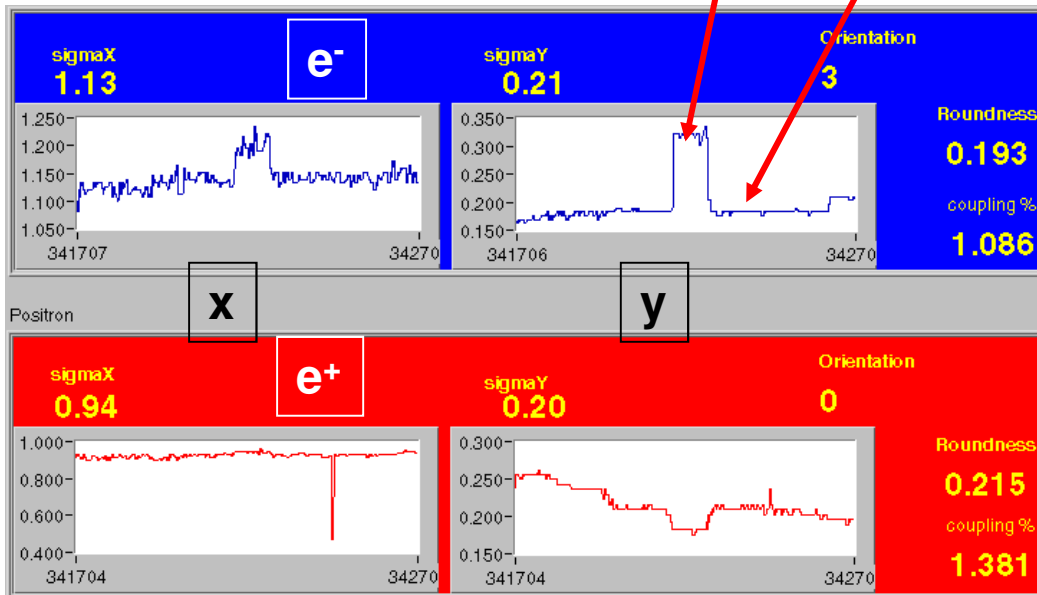 sigmaX
1.13
e-
sigmaY
0.21
Orientation
3
1.250
1.200
1.150
1.100
1.050
341707
34270
0.350
0.300
0.250
0.200
0.150
341706
34270
Roundness
0.193
coupling %
1.086
x
y
Positron
sigmaX
0.94
e+
sigmaY
0.20
Orientation
0
1.000
0.800
0.600
0.400
341704
34270
0.300
0.250
0.200
0.150
341704
34270
Roundness
0.215
coupling %
1.381